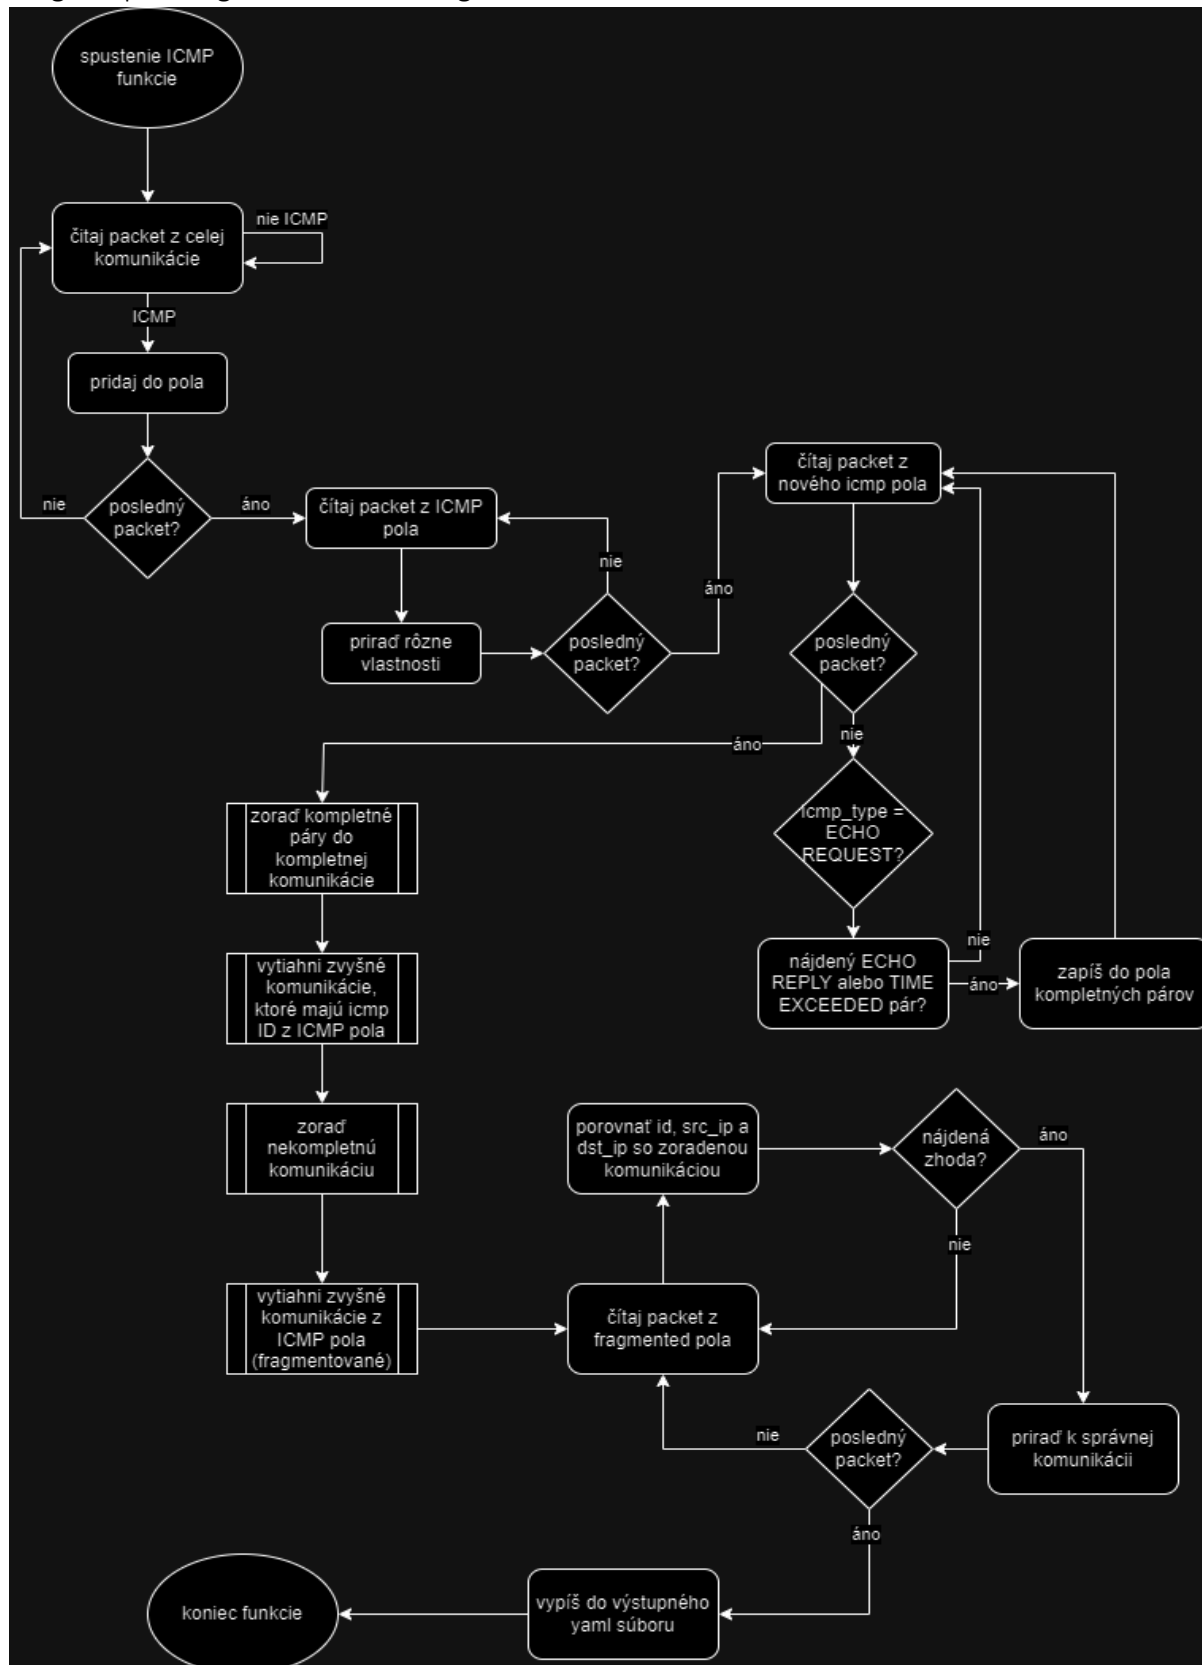 spustenie ICMP
funkcie
nie ICMP
čitaj packet z celej
komunikácie
ICMP
pridaj do pola
nie
posledný
packet?
áno
čítaj packet z ICMP
pola
nie
priraď rôzne
vlastnosti
posledný
packet?
áno
čítaj packet z
nového icmp pola
posledný
packet?
áno
nie
icmp_type =
ECHO
REQUEST?
nájdený ECHO
REPLY alebo TIME
EXCEEDED pár?
nie
áno
zapíš do pola
kompletných párov
zoraď kompletné
páry do
kompletnej
komunikácie
vytiahni zvyšné
komunikácie,
ktoré majú icmp
ID z ICMP pola
zoraď
nekompletnú
komunikáciu
vytiahni zvyšné
komunikácie z
ICMP pola
(fragmentované)
porovnať id, src_ip a
dst_ip so zoradenou
komunikáciou
nájdená
zhoda?
áno
nie
čítaj packet z
fragmented pola
priraď k správnej
komunikácii
posledný
packet?
nie
áno
vypíš do výstupného
yaml súboru
koniec funkcie